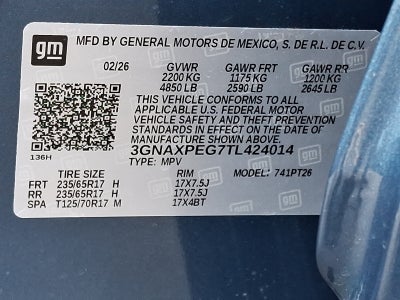 gm
MFD BY GENERAL MOTORS DE MEXICO, S. DE R.L. DE C.V.
02/26 GVWR GAWR FRT GAWR RR
2200 KG 1175 KG 1200 KG
4850 LB 2590 LB 2645 LB
THIS VEHICLE CONFORMS TO ALL
APPLICABLE U.S. FEDERAL MOTOR
VEHICLE SAFETY AND THEFT
PREVENTION STANDARDS IN
EFFECT ON THE DATE OF
MANUFACTURE SHOWN ABOVE.
136H 3GNAXPEG7TL424014
TYPE: MPV
TIRE SIZE RIM MODEL: 741PT26
FRT 235/65R17 H 17X7.5J
RR 235/65R17 H 17X7.5J
SPA T125/70R17 M 17X4BT